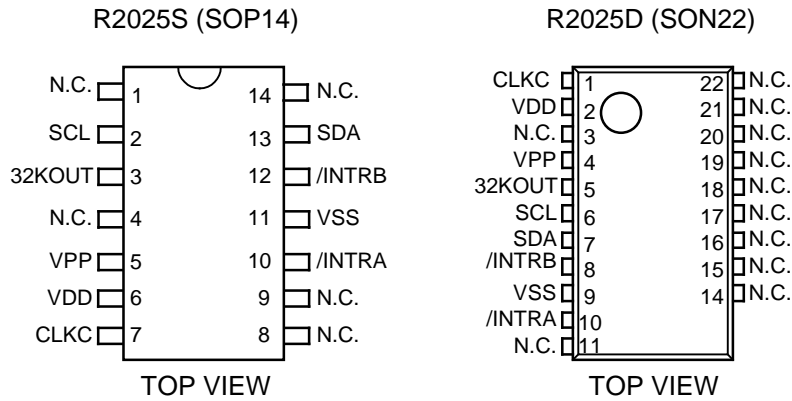 R2025S (SOP14)
N.C. 1 14 N.C.
SCL 2 13 SDA
32KOUT 3 12 /INTRB
N.C. 4 11 VSS
VPP 5 10 /INTRA
VDD 6 9 N.C.
CLKC 7 8 N.C.
TOP VIEW
R2025D (SON22)
CLKC 1 22 N.C.
VDD 2 21 N.C.
N.C. 3 20 N.C.
VPP 4 19 N.C.
32KOUT 5 18 N.C.
SCL 6 17 N.C.
SDA 7 16 N.C.
/INTRB 8 15 N.C.
VSS 9 14 N.C.
/INTRA 10
N.C. 11
TOP VIEW